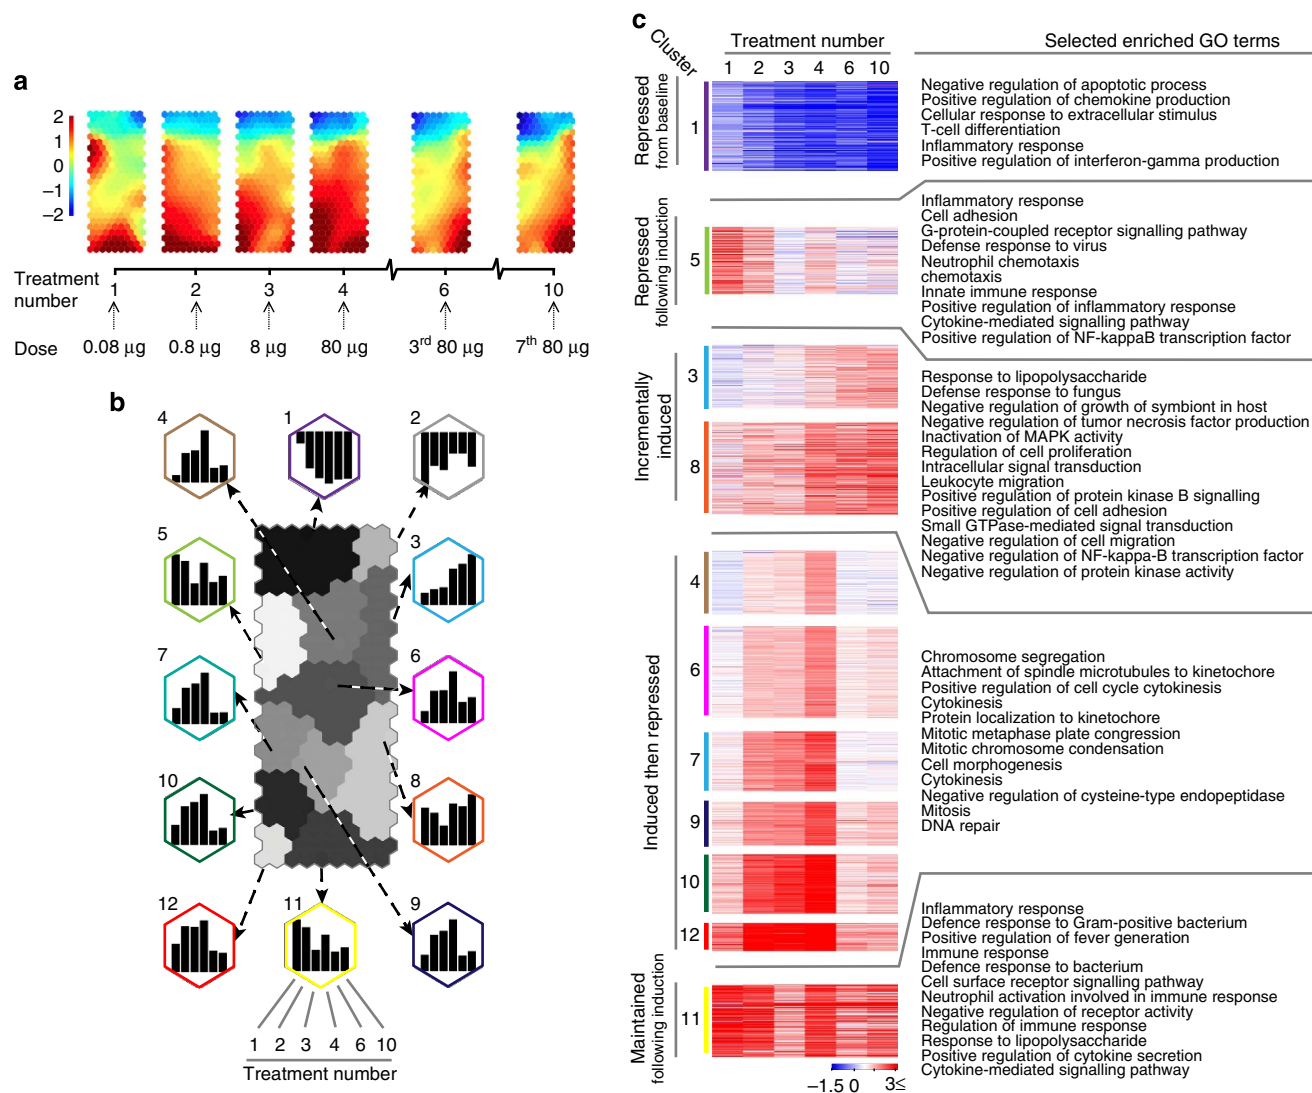 a
2
1
0
−1
−2
Treatment number
1 2 3 4 6 10
Dose 0.08 µg 0.8 µg 8 µg 80 µg 3rd 80 µg 7th 80 µg
b
4 1 2
5 3
7 6
10 8
12 11 9
1 2 3 4 6 10
Treatment number
c
Cluster
Treatment number
Selected enriched GO terms
1 2 3 4 6 10
Repressed from baseline
1
Negative regulation of apoptotic process
Positive regulation of chemokine production
Cellular response to extracellular stimulus
T-cell differentiation
Inflammatory response
Positive regulation of interferon-gamma production
Repressed following induction
5
Inflammatory response
Cell adhesion
G-protein-coupled receptor signalling pathway
Defense response to virus
Neutrophil chemotaxis
chemotaxis
Innate immune response
Positive regulation of inflammatory response
Cytokine-mediated signalling pathway
Positive regulation of NF-kappaB transcription factor
Incrementally induced
3
8
Response to lipopolysaccharide
Defense response to fungus
Negative regulation of growth of symbiont in host
Negative regulation of tumor necrosis factor production
Inactivation of MAPK activity
Regulation of cell proliferation
Intracellular signal transduction
Leukocyte migration
Positive regulation of protein kinase B signalling
Positive regulation of cell adhesion
Small GTPase-mediated signal transduction
Negative regulation of cell migration
Negative regulation of NF-kappa-B transcription factor
Negative regulation of protein kinase activity
Induced then repressed
4
6
7
9
10
12
Chromosome segregation
Attachment of spindle microtubules to kinetochore
Positive regulation of cell cycle cytokinesis
Cytokinesis
Protein localization to kinetochore
Mitotic metaphase plate congression
Mitotic chromosome condensation
Cell morphogenesis
Cytokinesis
Negative regulation of cysteine-type endopeptidase
Mitosis
DNA repair
Maintained following induction
11
Inflammatory response
Defence response to Gram-positive bacterium
Positive regulation of fever generation
Immune response
Defence response to bacterium
Cell surface receptor signalling pathway
Neutrophil activation involved in immune response
Negative regulation of receptor activity
Regulation of immune response
Response to lipopolysaccharide
Positive regulation of cytokine secretion
Cytokine-mediated signalling pathway
−1.5 0 3≤